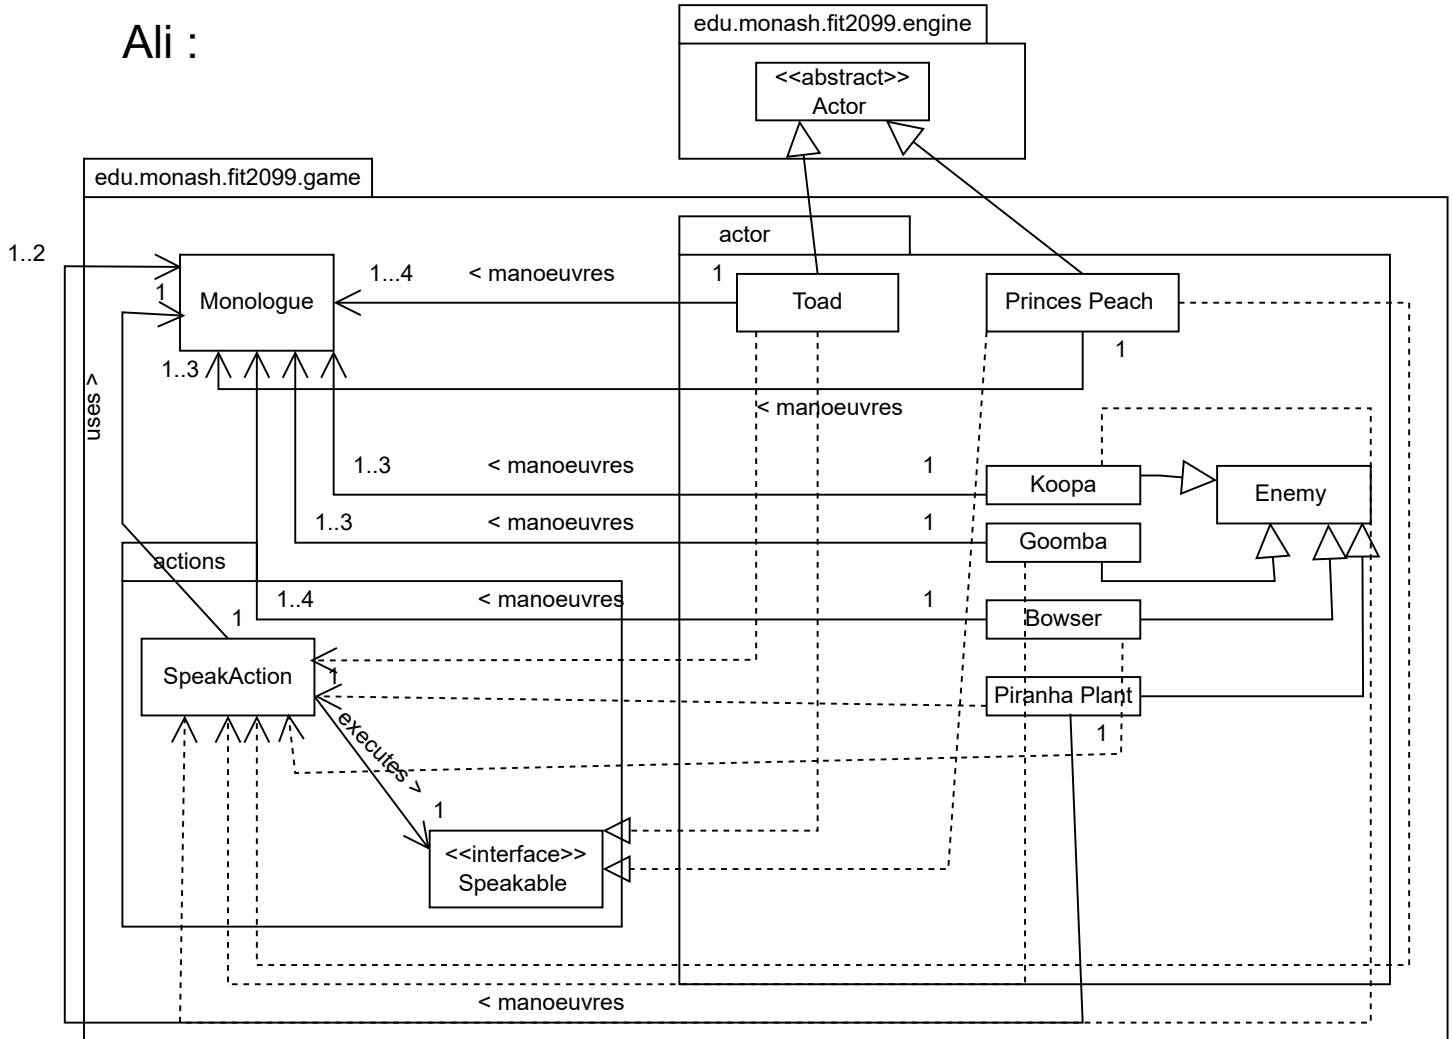 Ali :
edu.monash.fit2099.engine
<<abstract>>
Actor
edu.monash.fit2099.game
actor
1..2
1
Monologue
1...4
< manoeuvres
1
Toad
Princes Peach
1
1..3
< manoeuvres
uses >
1..3
< manoeuvres
1
Koopa
Enemy
1..3
< manoeuvres
1
Goomba
actions
1..4
< manoeuvres
1
Bowser
1
SpeakAction
1
Piranha Plant
1
executes >
1
<<interface>>
Speakable
< manoeuvres